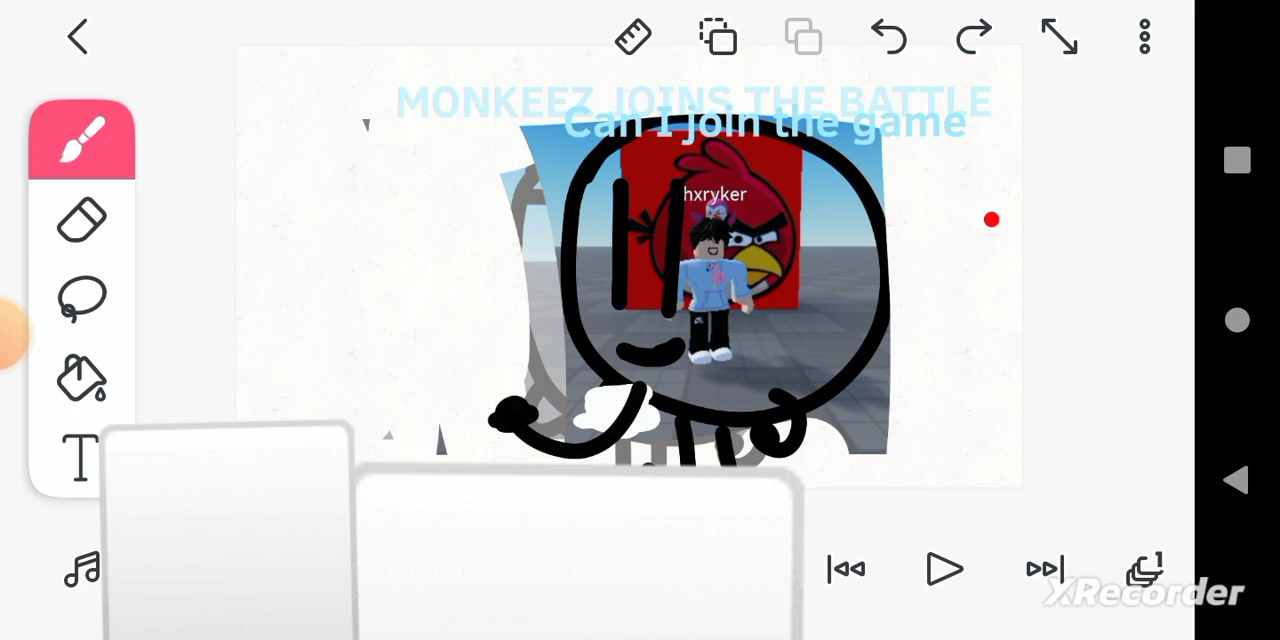 MONKEEZ JOINS THE BATTLE
Can I join the game
hxryker
XRecorder